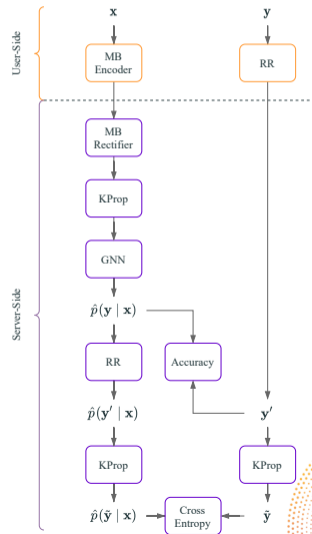 x
y
User-Side
MB
Encoder
RR
Server-Side
MB
Rectifier
KProp
GNN
p̂(y | x)
RR
Accuracy
p̂(y′ | x)
y′
KProp
KProp
p̂(ỹ | x)
Cross
Entropy
ỹ